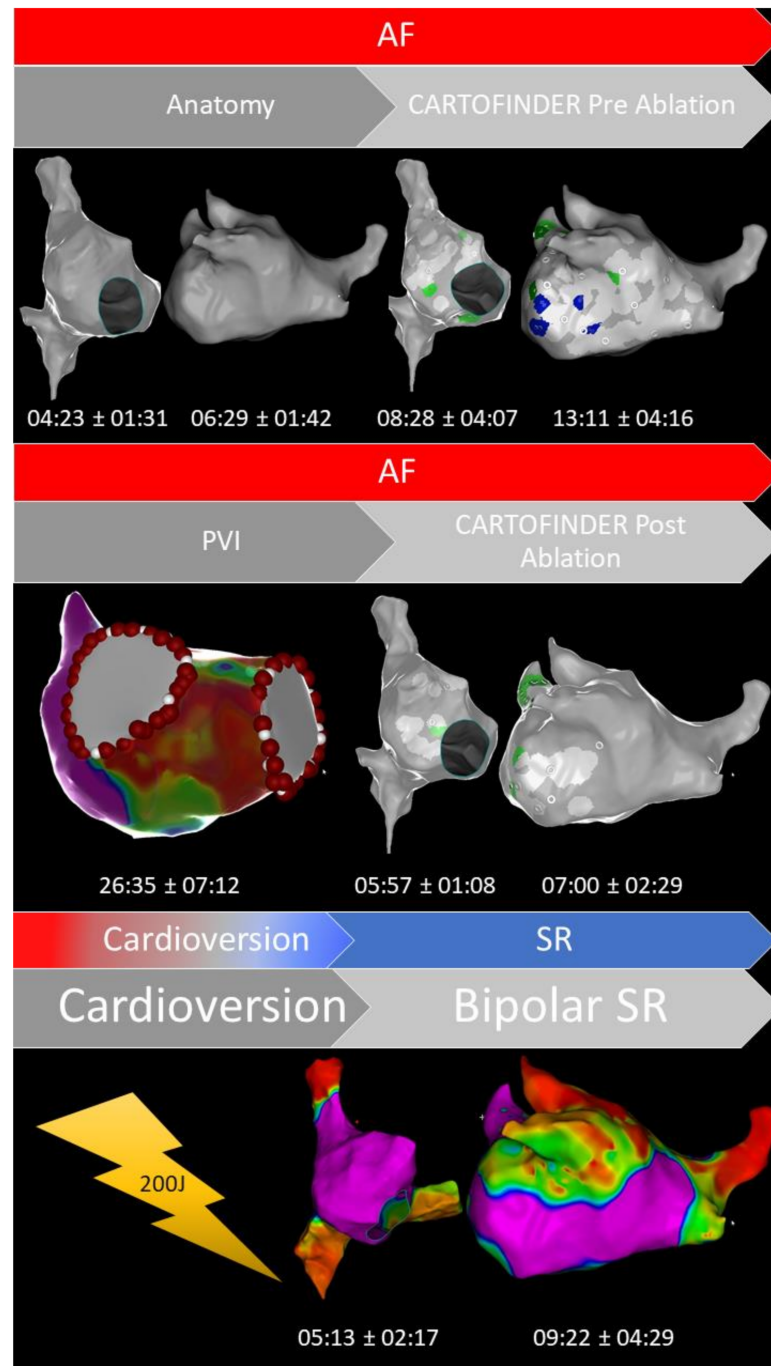 AF
Anatomy
CARTOFINDER Pre Ablation
04:23 ± 01:31
06:29 ± 01:42
08:28 ± 04:07
13:11 ± 04:16
AF
PVI
CARTOFINDER Post
Ablation
26:35 ± 07:12
05:57 ± 01:08
07:00 ± 02:29
Cardioversion
SR
Cardioversion
Bipolar SR
200J
05:13 ± 02:17
09:22 ± 04:29